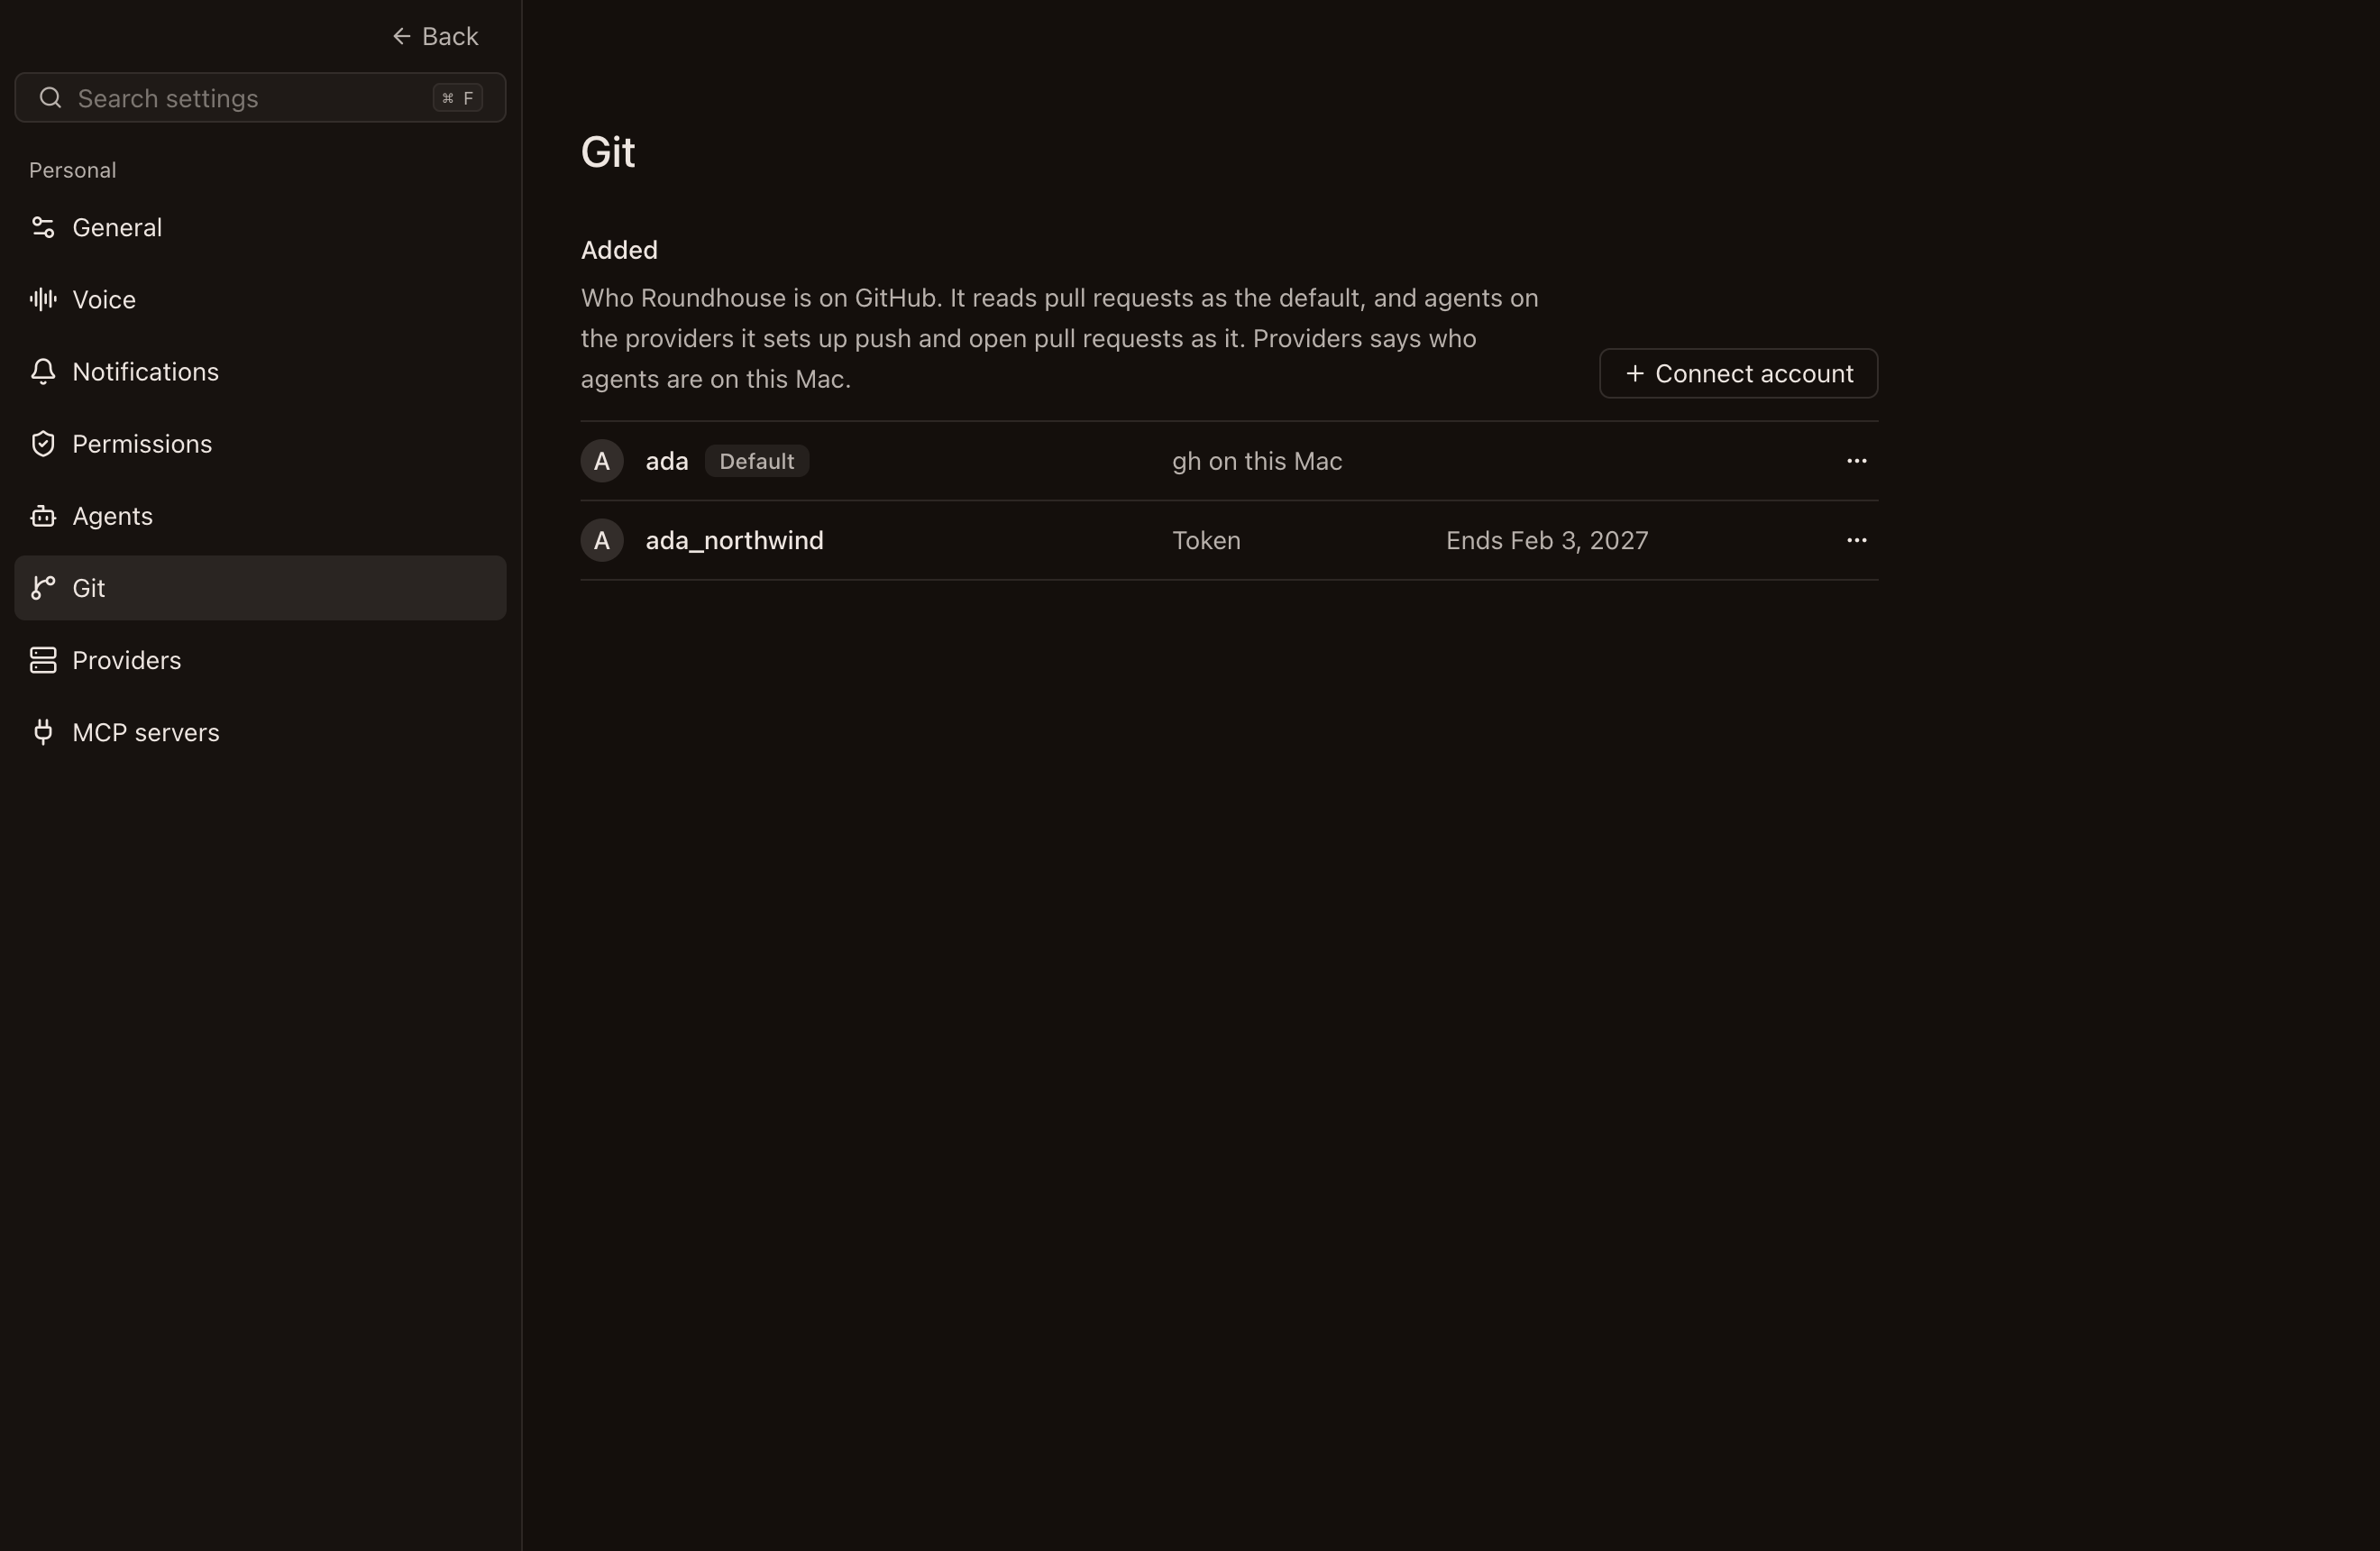 Back
Search settings
⌘ F
Personal
General
Voice
Notifications
Permissions
Agents
Git
Providers
MCP servers
Git
Added
Who Roundhouse is on GitHub. It reads pull requests as the default, and agents on
the providers it sets up push and open pull requests as it. Providers says who
agents are on this Mac.
Connect account
A ada Default gh on this Mac
A ada_northwind Token Ends Feb 3, 2027